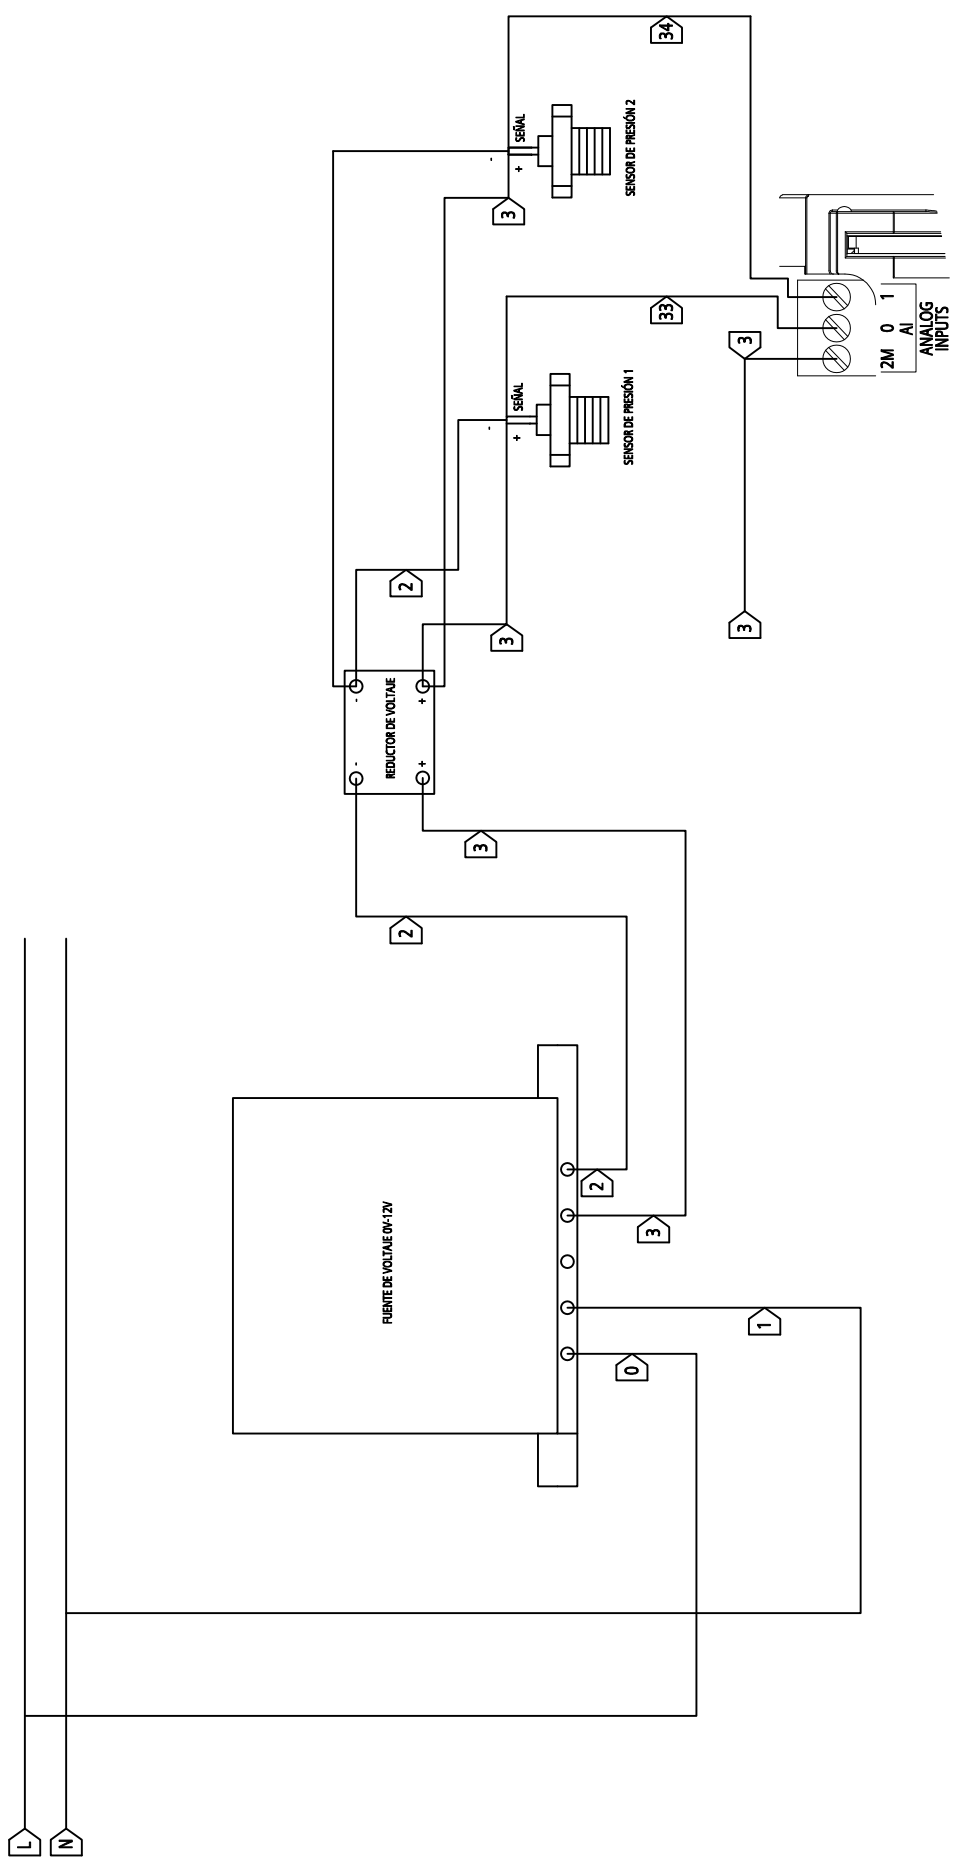 L
N
FUENTE DE VOLTAJE 0V-12V
0
1
3
2
2
3
REDUCTOR DE VOLTAJE
-
+
-
+
2
3
3
SEÑAL
-
+
SENSOR DE PRESIÓN 1
SEÑAL
-
+
SENSOR DE PRESIÓN 2
33
34
3
3
2M 0 1
AI
ANALOG
INPUTS